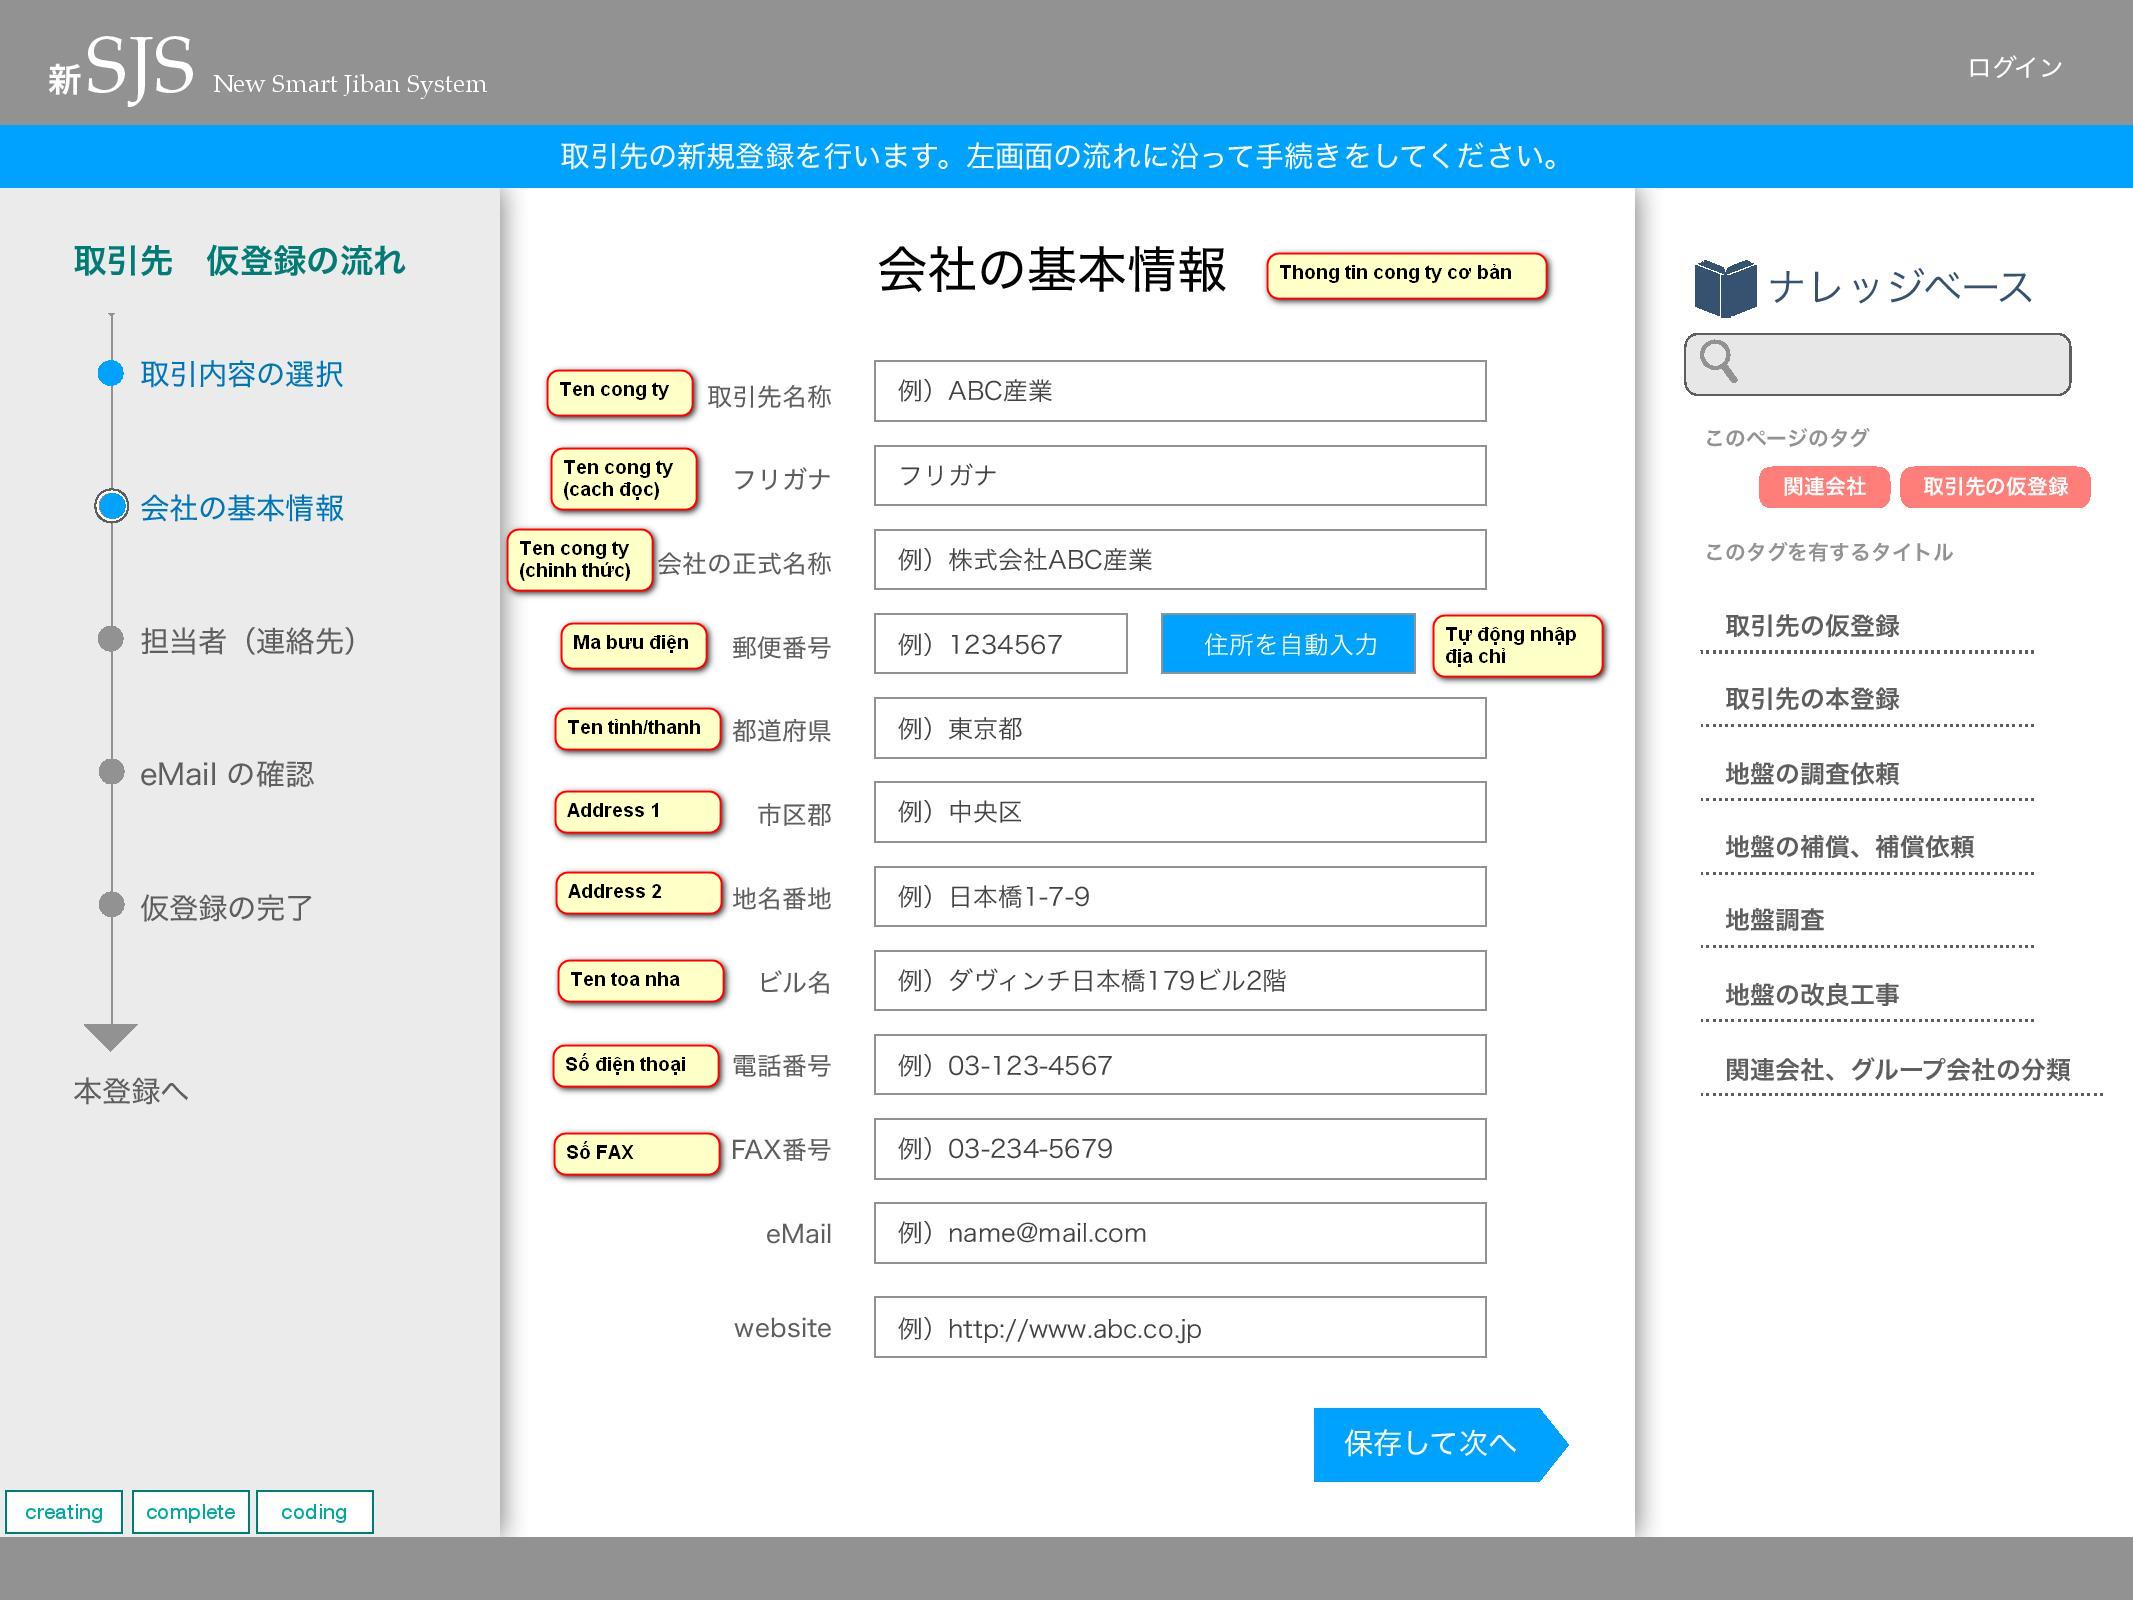 新SJS New Smart Jiban System
ログイン
取引先の新規登録を行います。左画面の流れに沿って手続きをしてください。
取引先　仮登録の流れ
取引内容の選択
会社の基本情報
担当者（連絡先）
eMail の確認
仮登録の完了
本登録へ
creating
complete
coding
会社の基本情報
Thong tin cong ty cơ bản
Ten cong ty
取引先名称
例）ABC産業
Ten cong ty
(cach đọc)
フリガナ
フリガナ
Ten cong ty
(chinh thức)
会社の正式名称
例）株式会社ABC産業
Ma bưu điện
郵便番号
例）1234567
住所を自動入力
Tự động nhập
địa chỉ
Ten tỉnh/thanh
都道府県
例）東京都
Address 1
市区郡
例）中央区
Address 2
地名番地
例）日本橋1-7-9
Ten toa nha
ビル名
例）ダヴィンチ日本橋179ビル2階
Số điện thoại
電話番号
例）03-123-4567
Số FAX
FAX番号
例）03-234-5679
eMail
例）name@mail.com
website
例）http://www.abc.co.jp
保存して次へ
ナレッジベース
このページのタグ
関連会社
取引先の仮登録
このタグを有するタイトル
取引先の仮登録
取引先の本登録
地盤の調査依頼
地盤の補償、補償依頼
地盤調査
地盤の改良工事
関連会社、グループ会社の分類